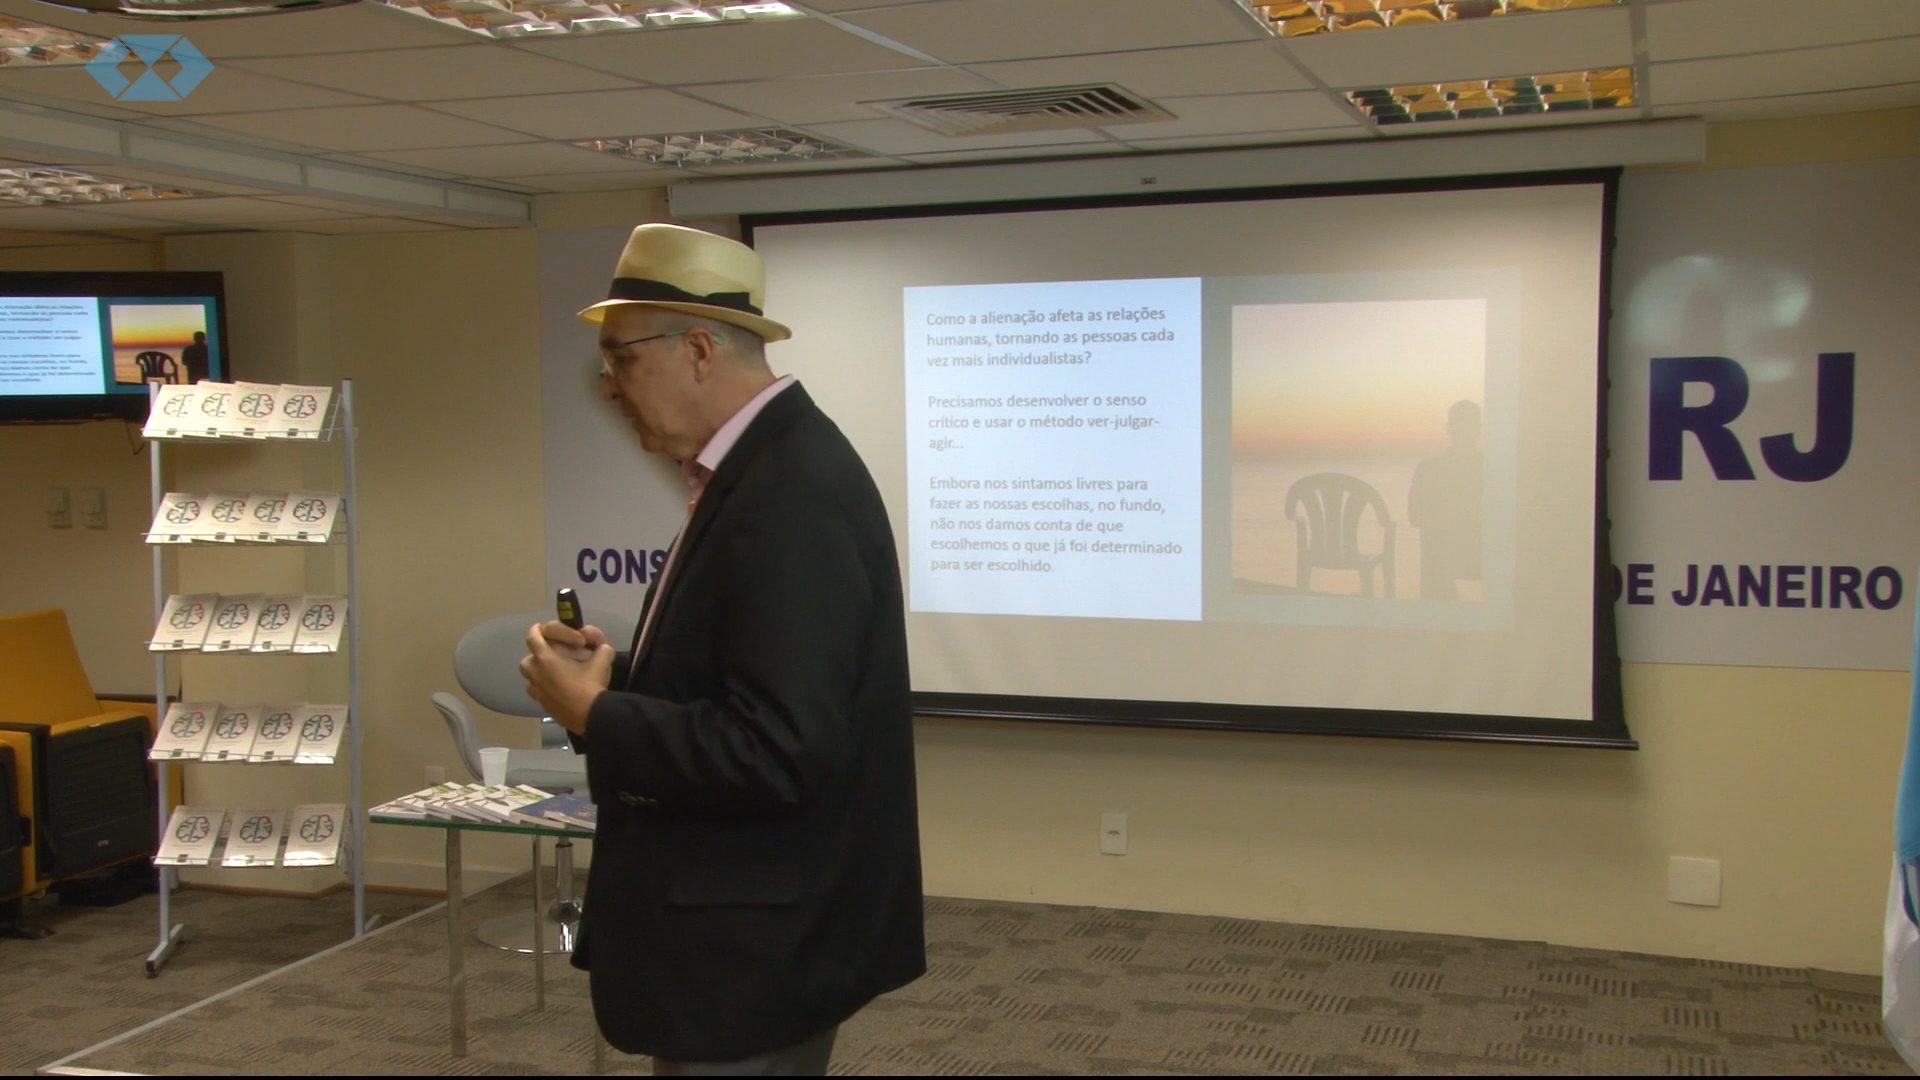 Como a alienação afeta as relações
humanas, tornando as pessoas cada
vez mais individualistas?
Precisamos desenvolver o senso
crítico e usar o método ver-julgar-
agir...
Embora nos sintamos livres para
fazer as nossas escolhas, no fundo,
não nos damos conta de que
escolhemos o que já foi determinado
para ser escolhido.
RJ
CONS
DE JANEIRO